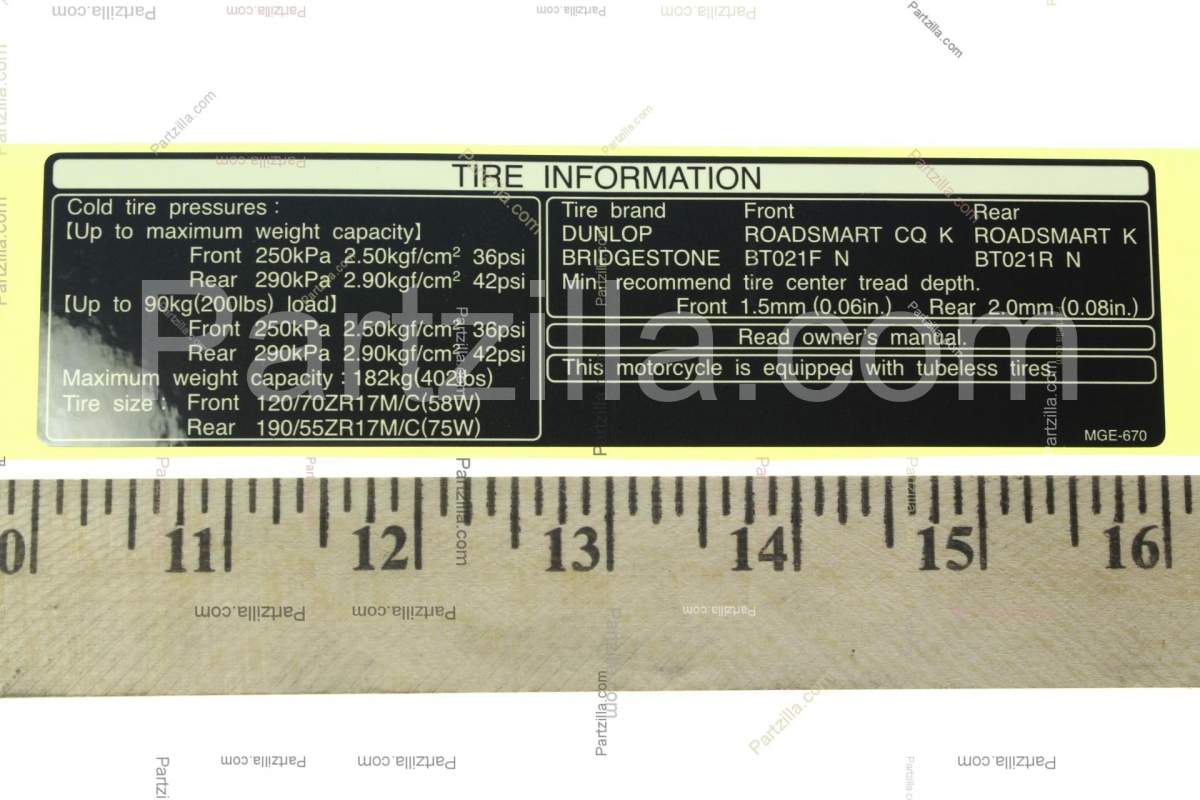 TIRE INFORMATION
Cold tire pressures :
[Up to maximum weight capacity]
Front 250kPa 2.50kgf/cm² 36psi
Rear 290kPa 2.90kgf/cm² 42psi
[Up to 90kg(200lbs) load]
Front 250kPa 2.50kgf/cm² 36psi
Rear 290kPa 2.90kgf/cm² 42psi
Maximum weight capacity : 182kg(402lbs)
Tire size : Front 120/70ZR17M/C(58W)
Rear 190/55ZR17M/C(75W)
Tire brand Front Rear
DUNLOP ROADSMART CQ K ROADSMART K
BRIDGESTONE BT021F N BT021R N
Min. recommend tire center tread depth.
Front 1.5mm (0.06in.) Rear 2.0mm (0.08in.)
Read owner's manual.
This motorcycle is equipped with tubeless tires.
MGE-670
Partzilla.com
0 11 12 13 14 15 16